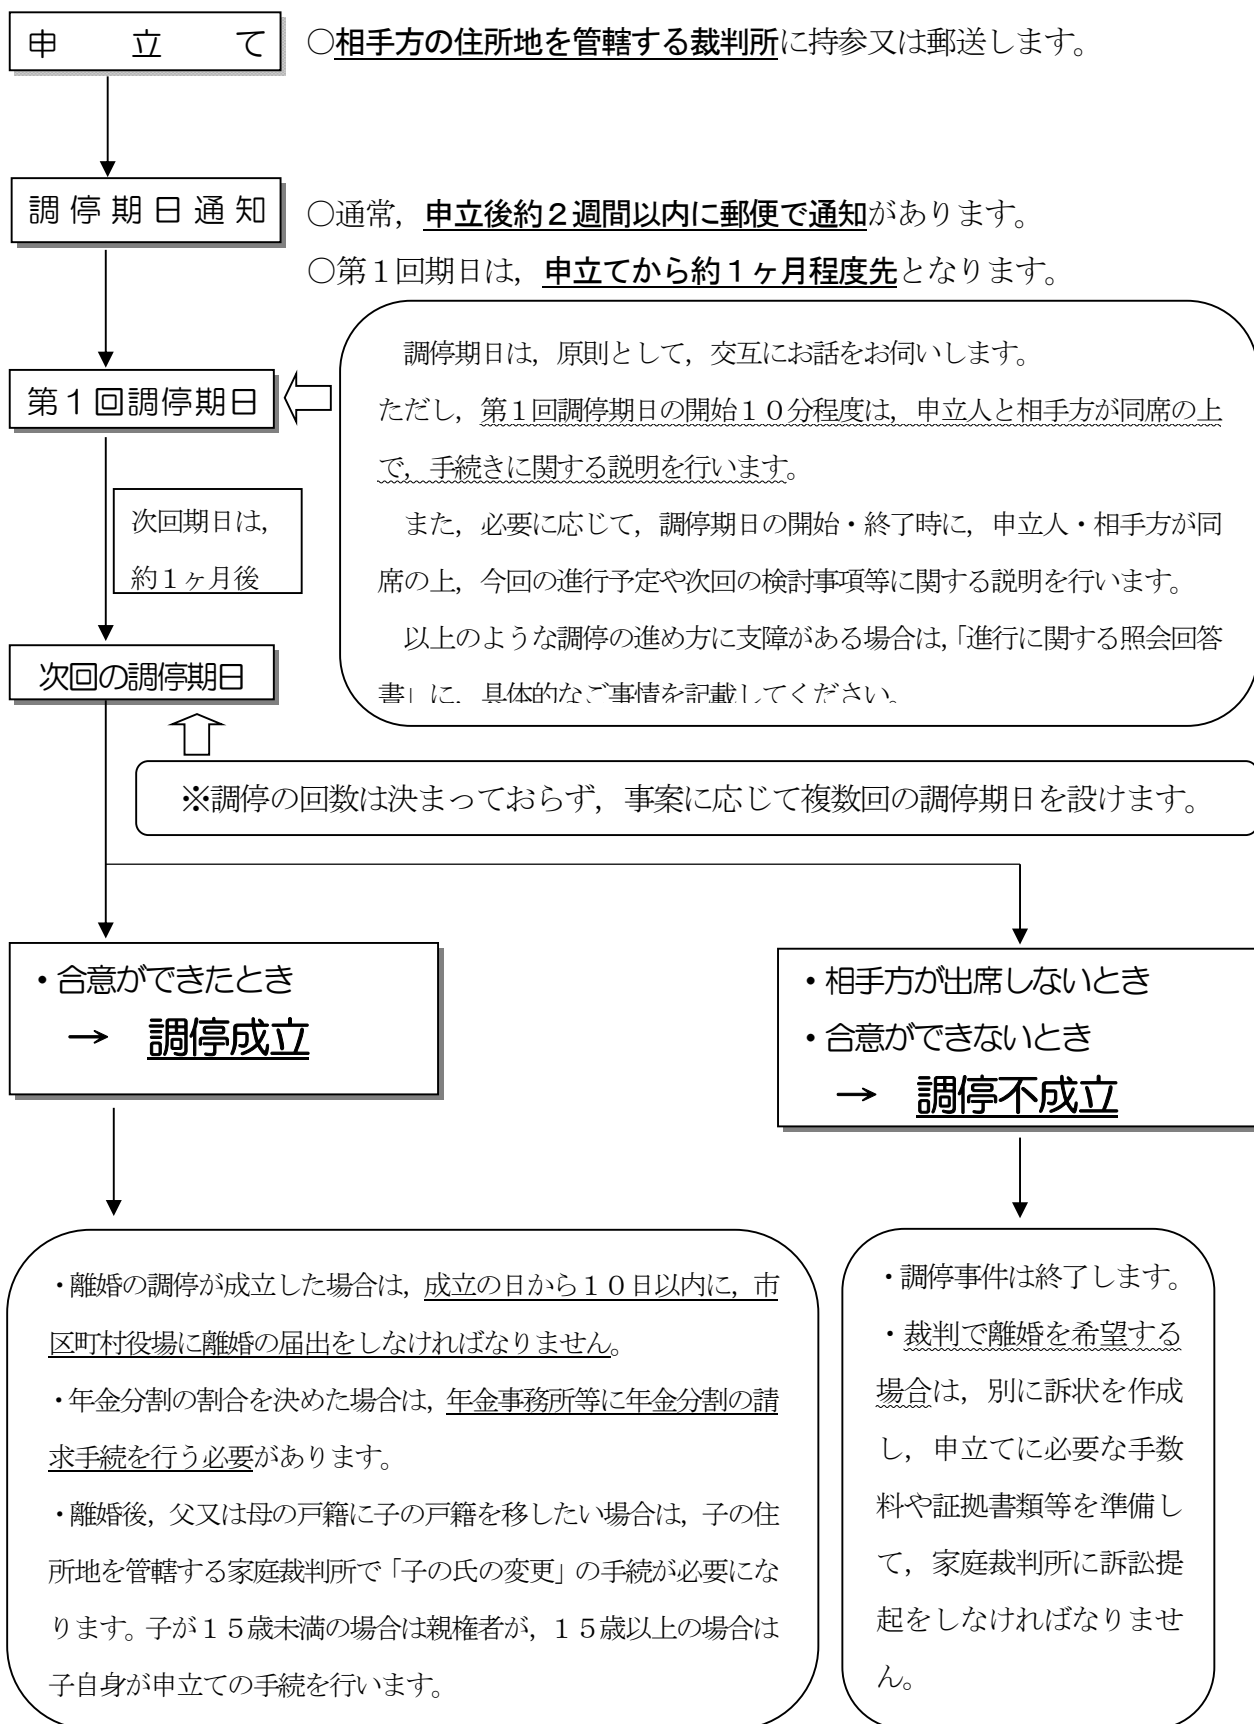 申立て
○相手方の住所地を管轄する裁判所に持参又は郵送します。
調停期日通知
○通常，申立後約２週間以内に郵便で通知があります。
○第１回期日は，申立てから約１ヶ月程度先となります。
第１回調停期日
調停期日は，原則として，交互にお話をお伺いします。
ただし，第１回調停期日の開始１０分程度は，申立人と相手方が同席の上
で，手続きに関する説明を行います。
また，必要に応じて，調停期日の開始・終了時に，申立人・相手方が同
席の上，今回の進行予定や次回の検討事項等に関する説明を行います。
以上のような調停の進め方に支障がある場合は，「進行に関する照会回答
書」に，具体的なご事情を記載してください。
次回期日は，
約１ヶ月後
次回の調停期日
※調停の回数は決まっておらず，事案に応じて複数回の調停期日を設けます。
・合意ができたとき
→ 調停成立
・相手方が出席しないとき
・合意ができないとき
→ 調停不成立
・離婚の調停が成立した場合は，成立の日から１０日以内に，市
区町村役場に離婚の届出をしなければなりません。
・年金分割の割合を決めた場合は，年金事務所等に年金分割の請
求手続を行う必要があります。
・離婚後，父又は母の戸籍に子の戸籍を移したい場合は，子の住
所地を管轄する家庭裁判所で「子の氏の変更」の手続が必要にな
ります。子が１５歳未満の場合は親権者が，１５歳以上の場合は
子自身が申立ての手続を行います。
・調停事件は終了します。
・裁判で離婚を希望する
場合は，別に訴状を作成
し，申立てに必要な手数
料や証拠書類等を準備し
て，家庭裁判所に訴訟提
起をしなければなりませ
ん。